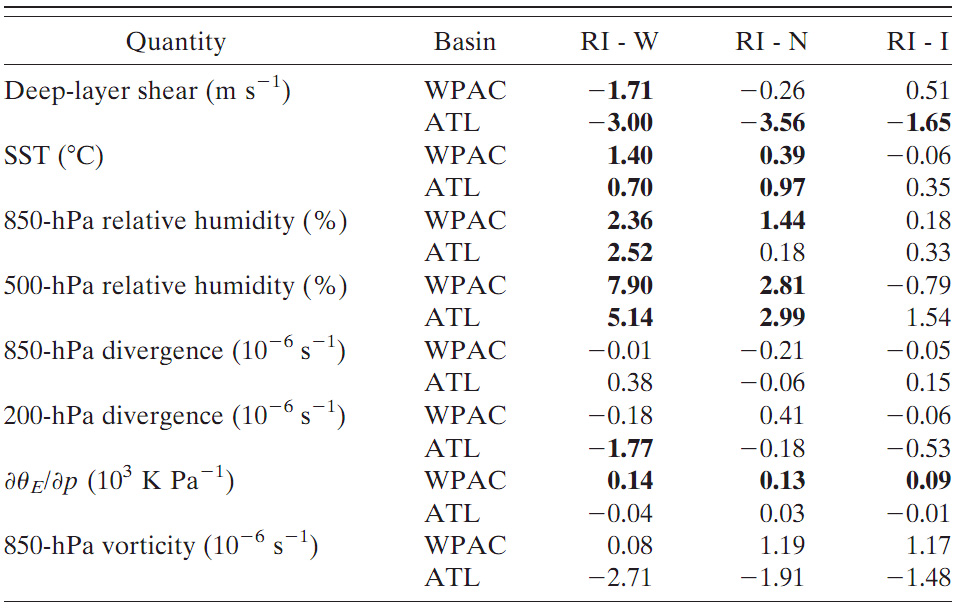 Quantity Basin RI - W RI - N RI - I
Deep-layer shear (m s⁻¹) WPAC −1.71 −0.26 0.51
ATL −3.00 −3.56 −1.65
SST (°C) WPAC 1.40 0.39 −0.06
ATL 0.70 0.97 0.35
850-hPa relative humidity (%) WPAC 2.36 1.44 0.18
ATL 2.52 0.18 0.33
500-hPa relative humidity (%) WPAC 7.90 2.81 −0.79
ATL 5.14 2.99 1.54
850-hPa divergence (10⁻⁶ s⁻¹) WPAC −0.01 −0.21 −0.05
ATL 0.38 −0.06 0.15
200-hPa divergence (10⁻⁶ s⁻¹) WPAC −0.18 0.41 −0.06
ATL −1.77 −0.18 −0.53
∂θ_E/∂p (10³ K Pa⁻¹) WPAC 0.14 0.13 0.09
ATL −0.04 0.03 −0.01
850-hPa vorticity (10⁻⁶ s⁻¹) WPAC 0.08 1.19 1.17
ATL −2.71 −1.91 −1.48